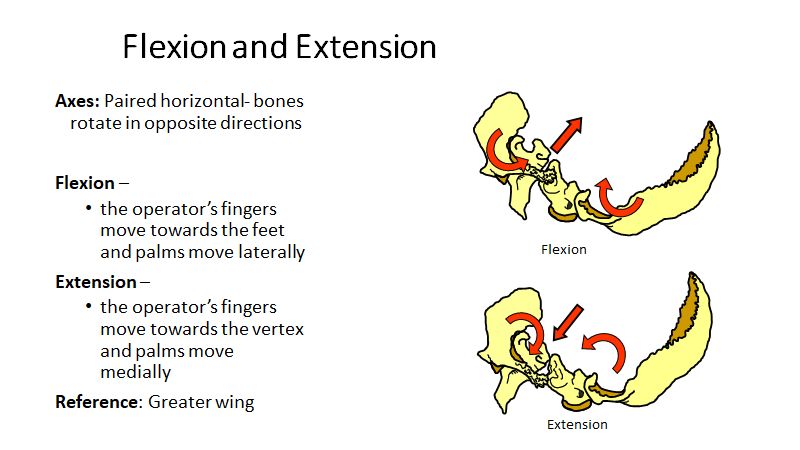 Flexion and Extension
Axes: Paired horizontal- bones
rotate in opposite directions
Flexion –
• the operator’s fingers
move towards the feet
and palms move laterally
Extension –
• the operator’s fingers
move towards the vertex
and palms move
medially
Reference: Greater wing
Flexion
Extension